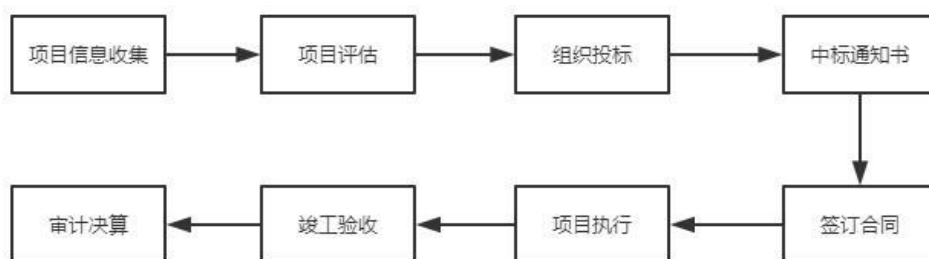 项目信息收集
项目评估
组织投标
中标通知书
签订合同
项目执行
竣工验收
审计决算